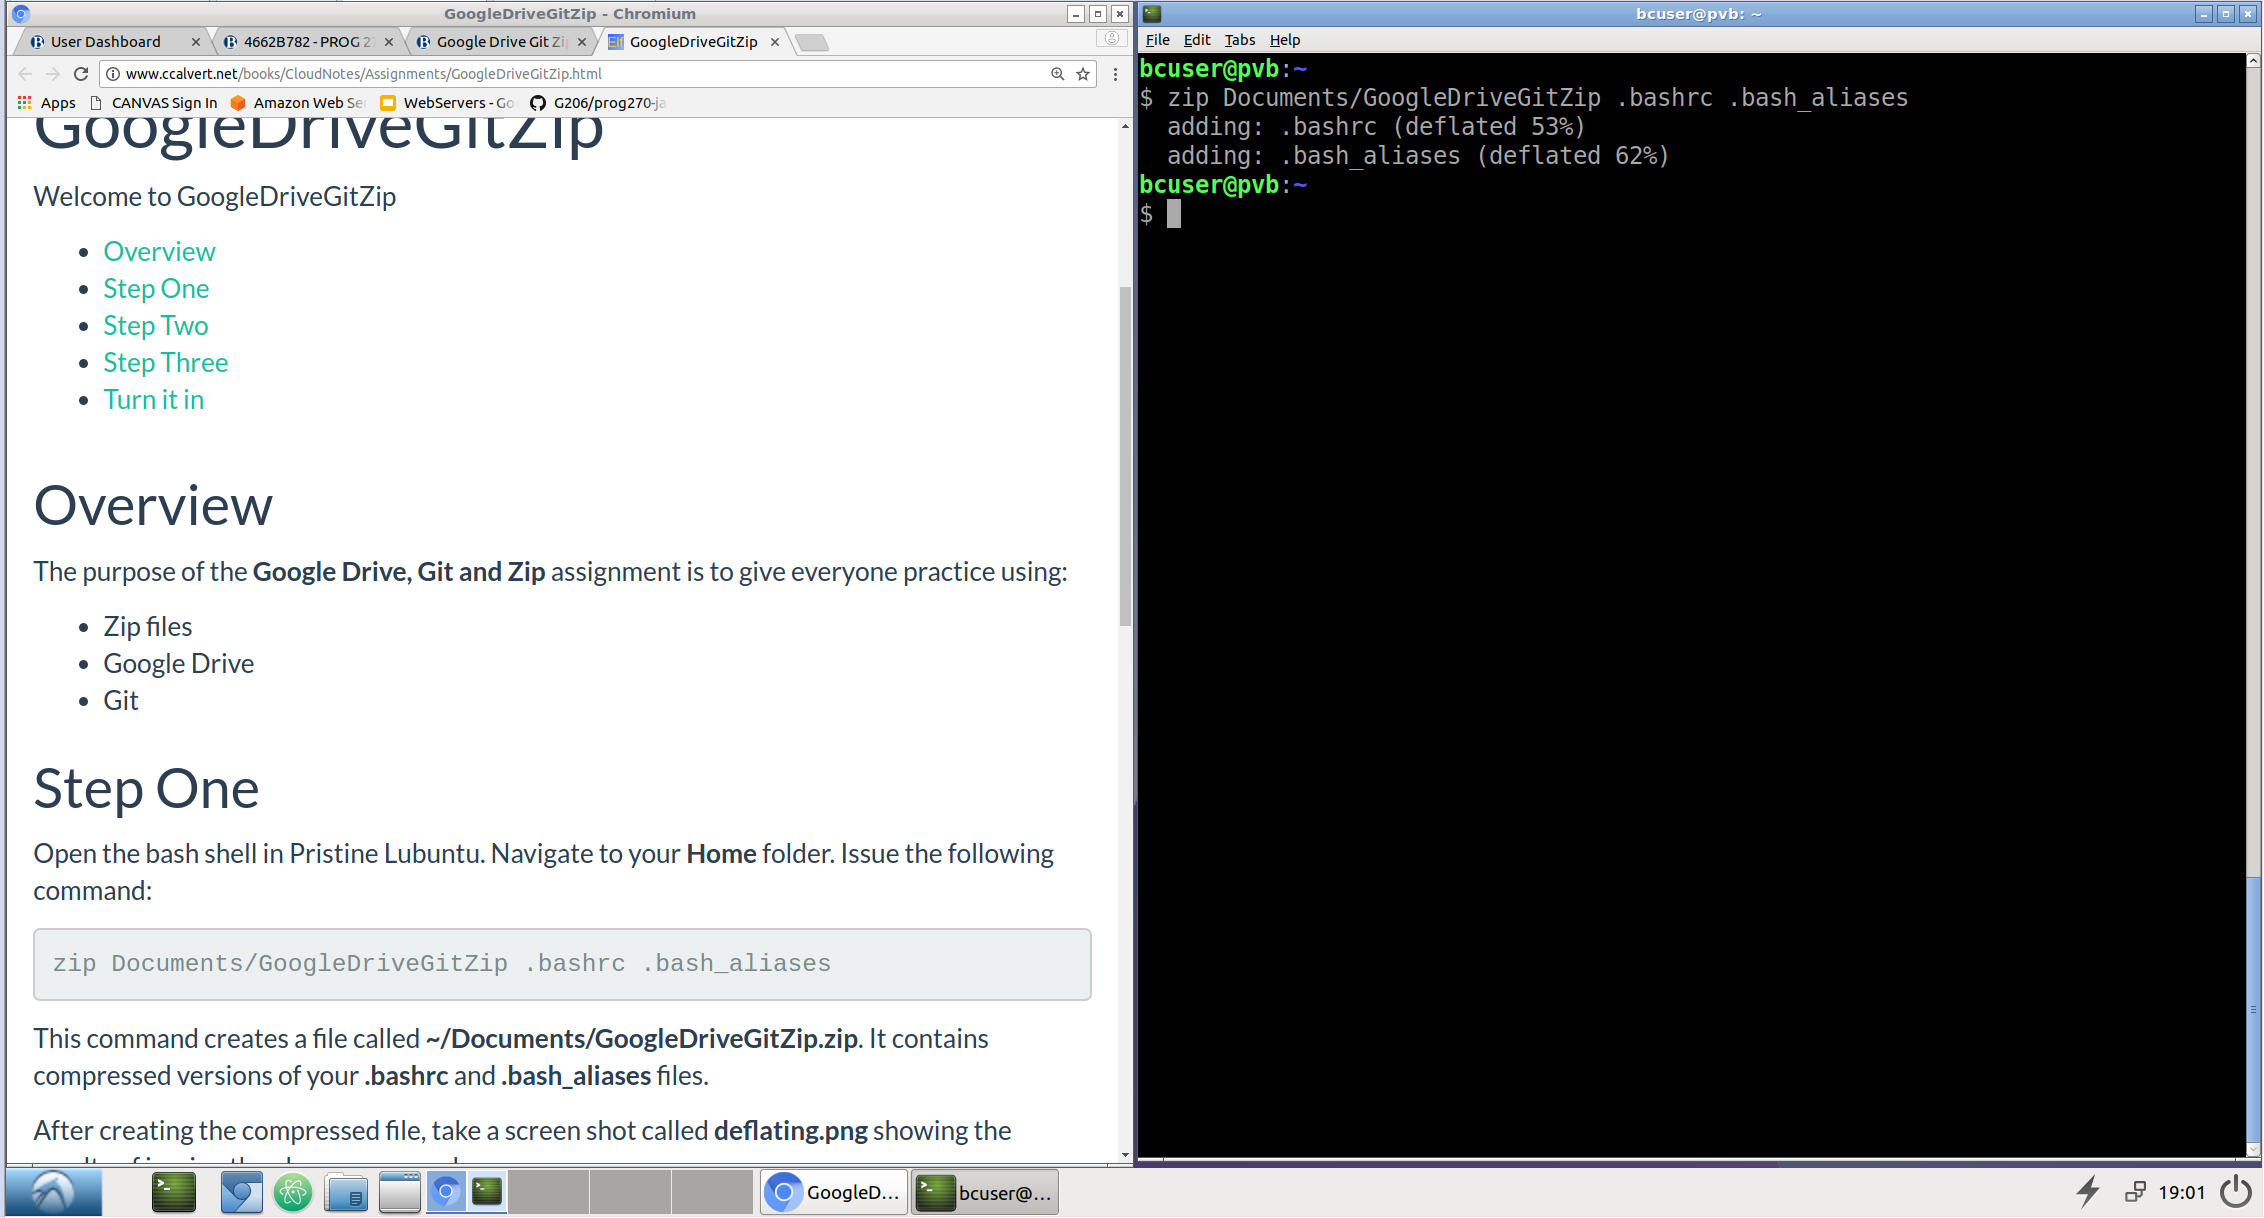 GoogleDriveGitZip - Chromium
User Dashboard
4662B782 - PROG 2
Google Drive Git Zi
GoogleDriveGitZip
www.ccalvert.net/books/CloudNotes/Assignments/GoogleDriveGitZip.html
Apps
CANVAS Sign In
Amazon Web Se
WebServers - Go
G206/prog270-ja
GoogleDriveGitZip
Welcome to GoogleDriveGitZip
Overview
Step One
Step Two
Step Three
Turn it in
Overview
The purpose of the Google Drive, Git and Zip assignment is to give everyone practice using:
Zip files
Google Drive
Git
Step One
Open the bash shell in Pristine Lubuntu. Navigate to your Home folder. Issue the following
command:
zip Documents/GoogleDriveGitZip .bashrc .bash_aliases
This command creates a file called ~/Documents/GoogleDriveGitZip.zip. It contains
compressed versions of your .bashrc and .bash_aliases files.
After creating the compressed file, take a screen shot called deflating.png showing the
bcuser@pvb: ~
File Edit Tabs Help
bcuser@pvb:~
$ zip Documents/GoogleDriveGitZip .bashrc .bash_aliases
adding: .bashrc (deflated 53%)
adding: .bash_aliases (deflated 62%)
bcuser@pvb:~
$
GoogleD...
bcuser@...
19:01